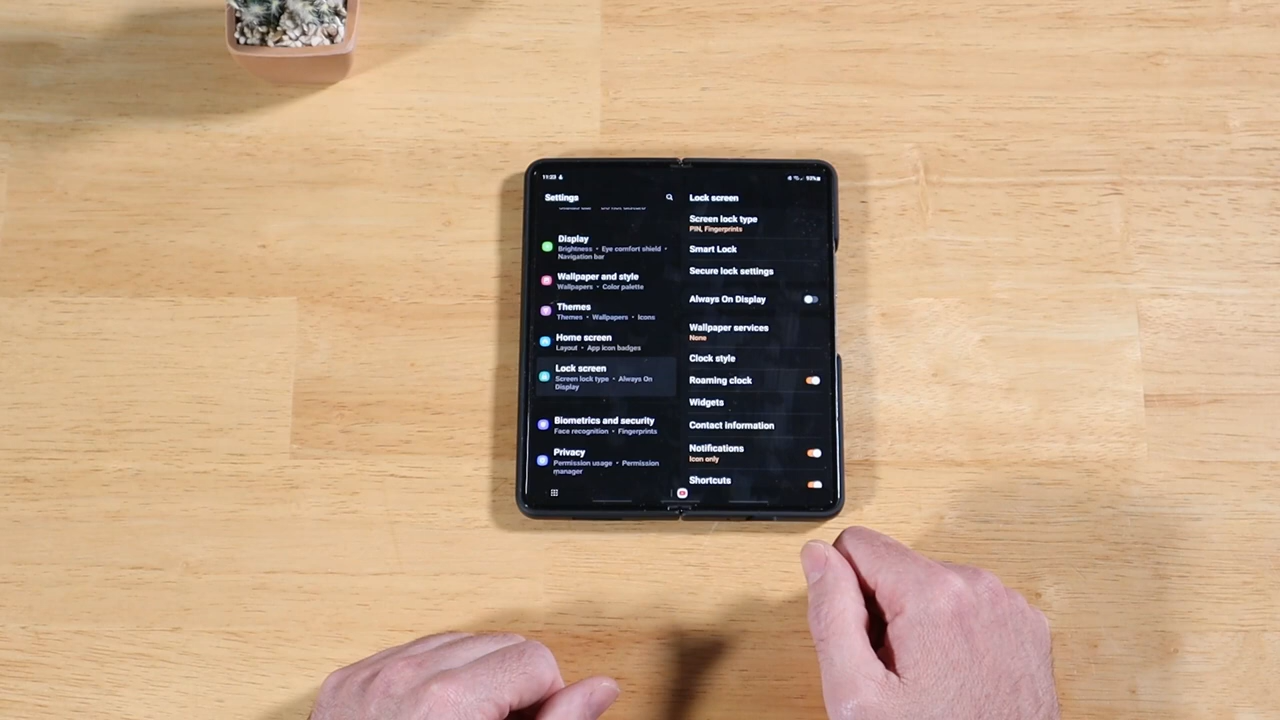 11:23
93%
Settings
Display
Brightness • Eye comfort shield •
Navigation bar
Wallpaper and style
Wallpapers • Color palette
Themes
Themes • Wallpapers • Icons
Home screen
Layout • App icon badges
Lock screen
Screen lock type • Always On
Display
Biometrics and security
Face recognition • Fingerprints
Privacy
Permission usage • Permission
manager
Lock screen
Screen lock type
PIN, Fingerprints
Smart Lock
Secure lock settings
Always On Display
Wallpaper services
None
Clock style
Roaming clock
Widgets
Contact information
Notifications
Icon only
Shortcuts